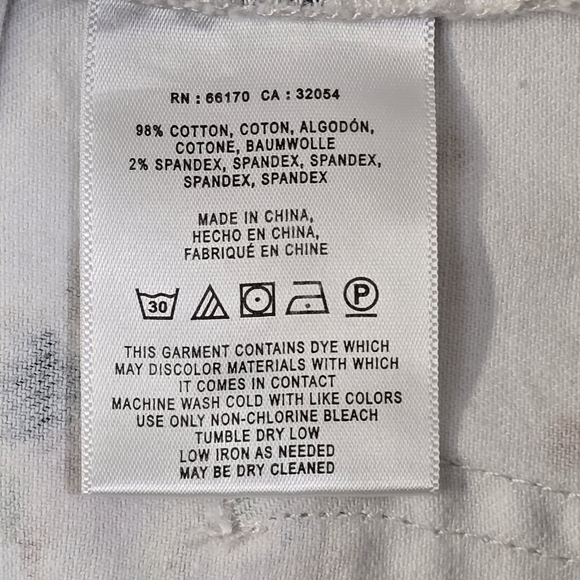 RN : 66170 CA : 32054
98% COTTON, COTON, ALGODÓN,
COTONE, BAUMWOLLE
2% SPANDEX, SPANDEX, SPANDEX,
SPANDEX, SPANDEX
MADE IN CHINA,
HECHO EN CHINA,
FABRIQUÉ EN CHINE
30 P
THIS GARMENT CONTAINS DYE WHICH
MAY DISCOLOR MATERIALS WITH WHICH
IT COMES IN CONTACT
MACHINE WASH COLD WITH LIKE COLORS
USE ONLY NON-CHLORINE BLEACH
TUMBLE DRY LOW
LOW IRON AS NEEDED
MAY BE DRY CLEANED